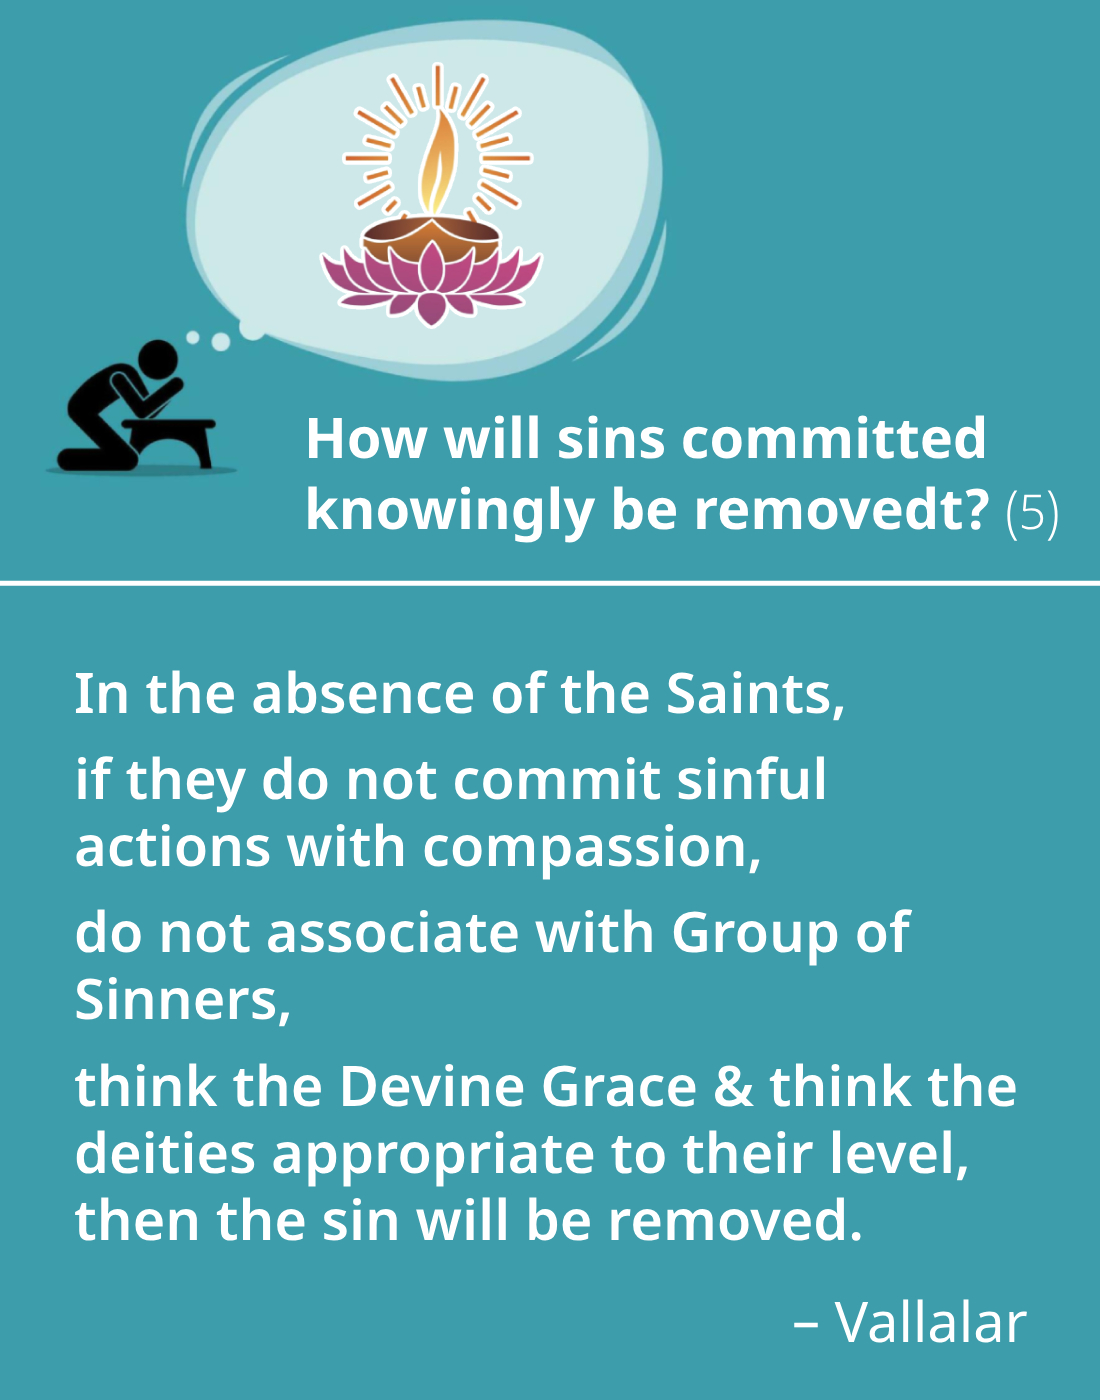 How will sins committed
knowingly be removedt? (5)
In the absence of the Saints,
if they do not commit sinful
actions with compassion,
do not associate with Group of
Sinners,
think the Devine Grace & think the
deities appropriate to their level,
then the sin will be removed.
– Vallalar